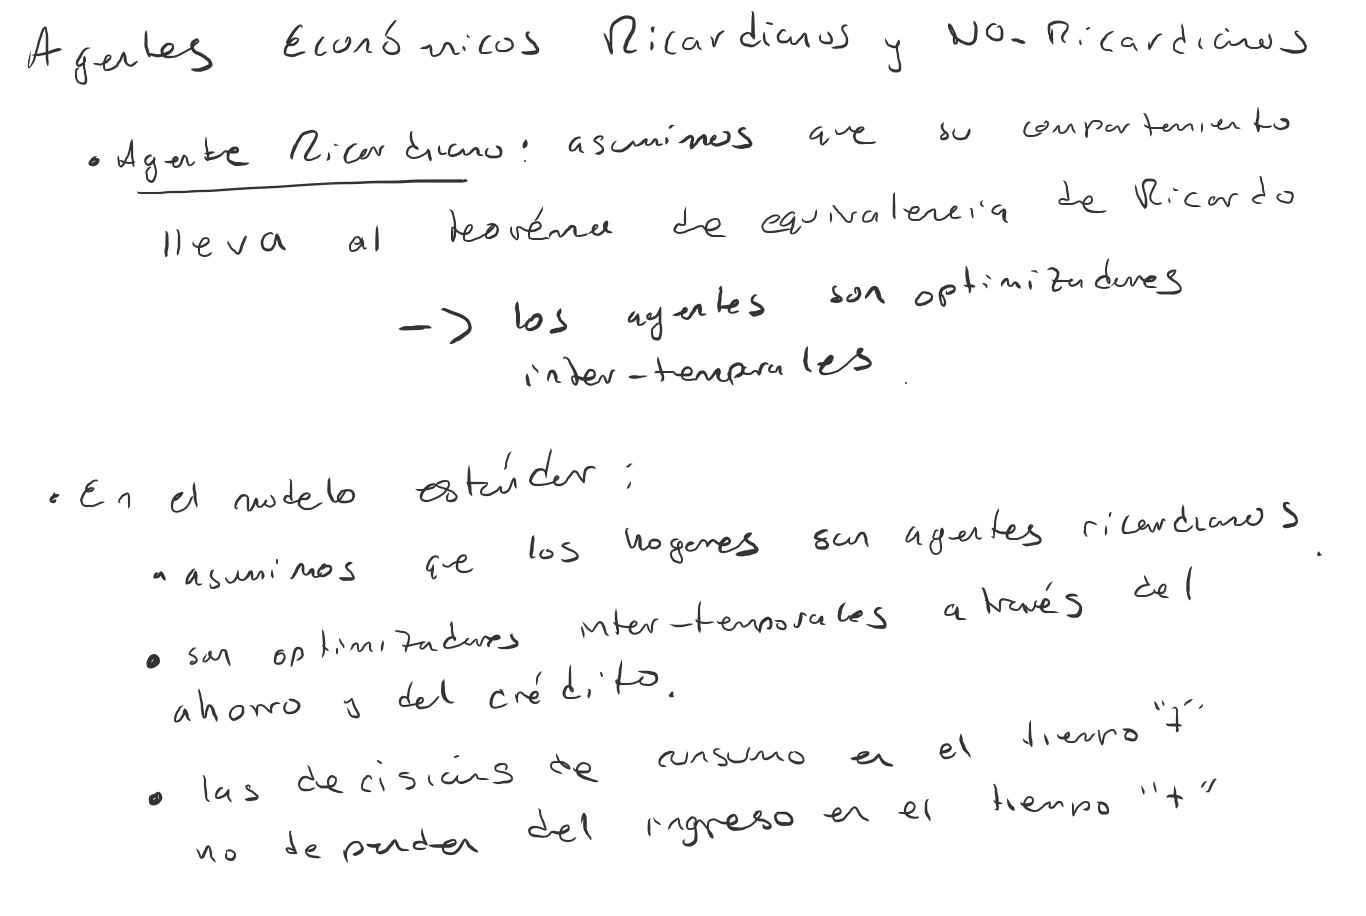 Agentes Económicos Ricardianos y No-Ricardianos
• Agente Ricardiano: asumimos que su comportamiento
lleva al teoréma de equivalencia de Ricardo
-> los agentes son optimizadores
inter-temporales.
• En el modelo estándar:
• asumimos que los hogares son agentes ricardianos.
• son optimizadores inter-temporales a través del
ahorro y del crédito.
• las decisions de consumo en el tiempo "t"
no dependen del ingreso en el tiempo "t"